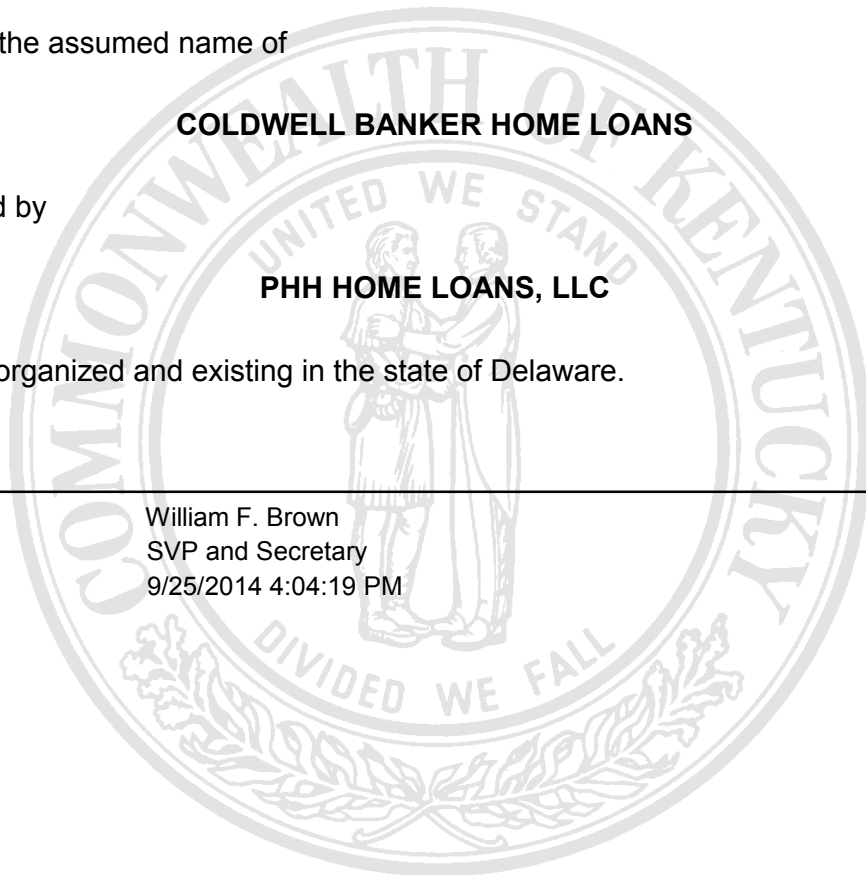 the assumed name of
COLDWELL BANKER HOME LOANS
d by
PHH HOME LOANS, LLC
organized and existing in the state of Delaware.
William F. Brown
SVP and Secretary
9/25/2014 4:04:19 PM
COMMONWEALTH OF KENTUCKY
UNITED WE STAND
DIVIDED WE FALL